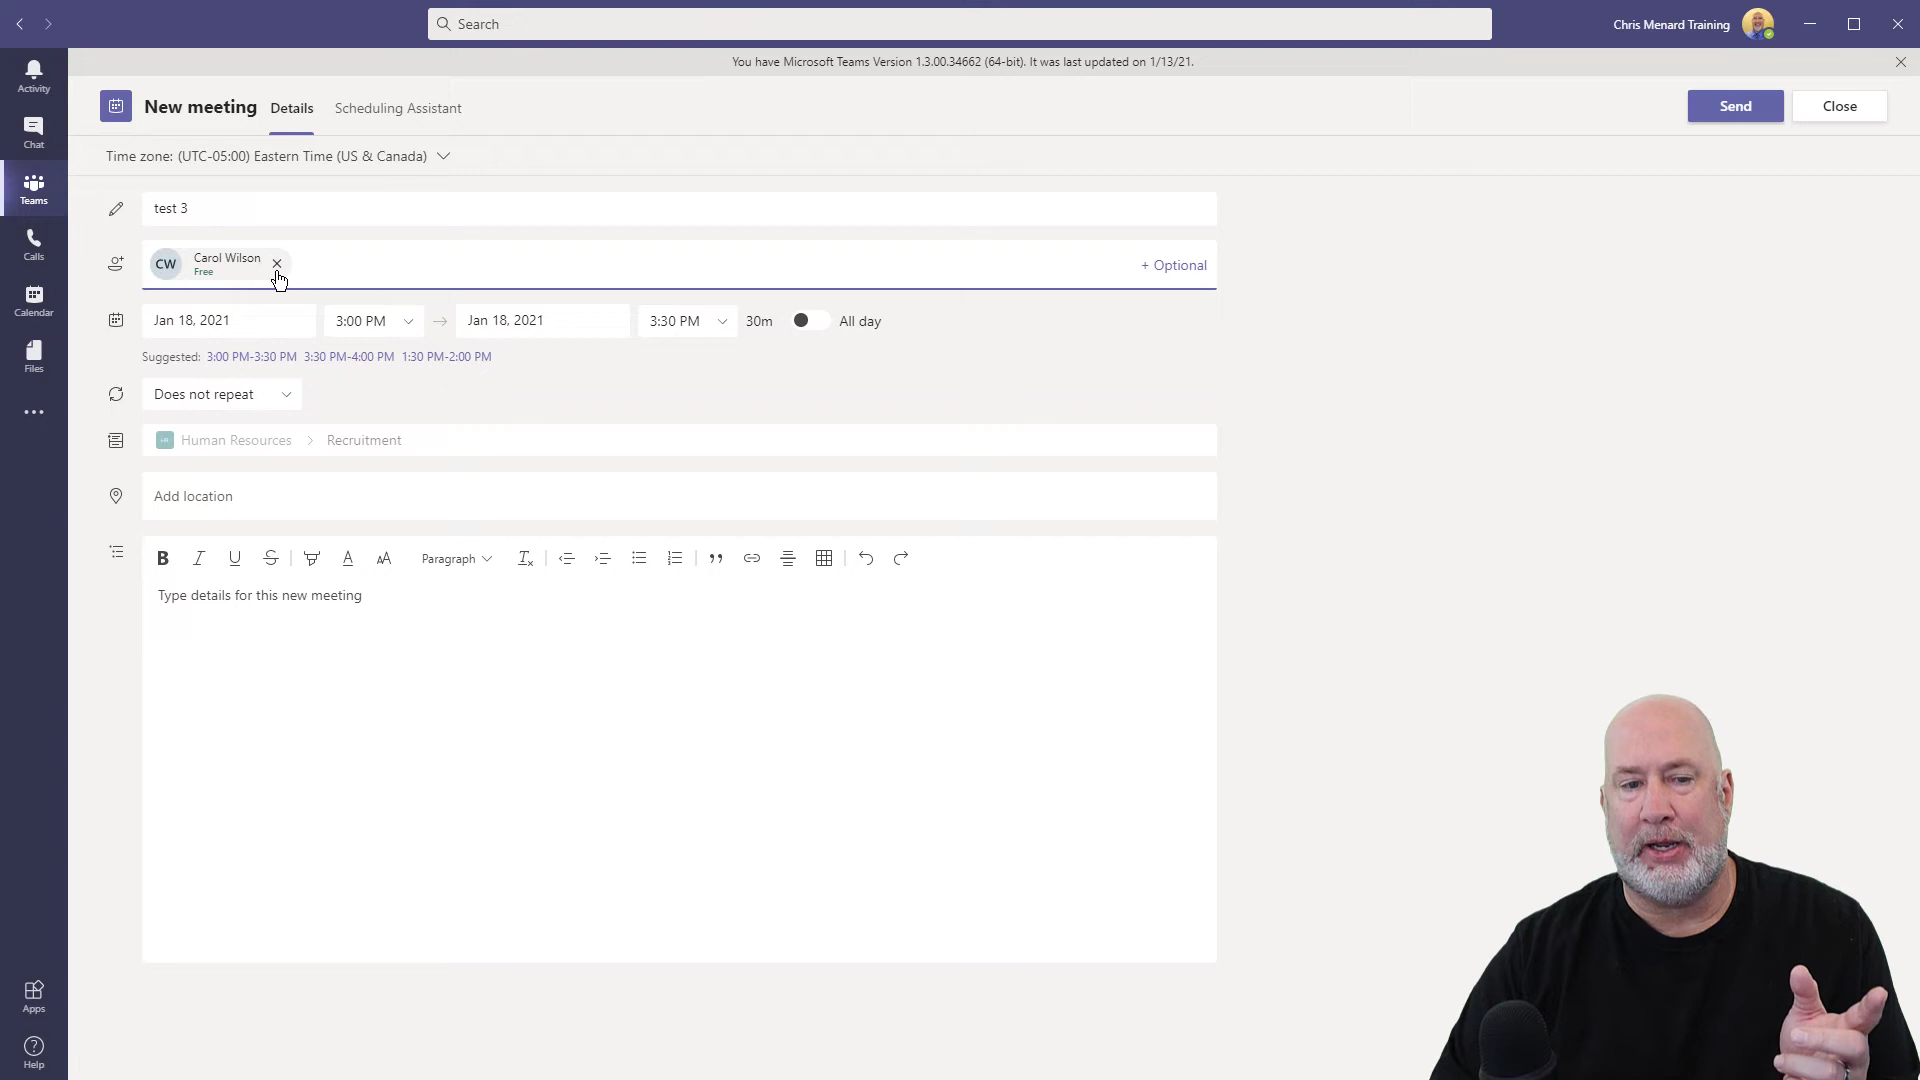 Search
Chris Menard Training
You have Microsoft Teams Version 1.3.00.34662 (64-bit). It was last updated on 1/13/21.
Activity
Chat
Teams
Calls
Calendar
Files
Apps
Help
New meeting Details Scheduling Assistant
Send Close
Time zone: (UTC-05:00) Eastern Time (US & Canada)
test 3
CW Carol Wilson
Free
+ Optional
Jan 18, 2021 3:00 PM → Jan 18, 2021 3:30 PM 30m All day
Suggested: 3:00 PM-3:30 PM 3:30 PM-4:00 PM 1:30 PM-2:00 PM
Does not repeat
Human Resources > Recruitment
Add location
B I U S A AA Paragraph Tx
Type details for this new meeting